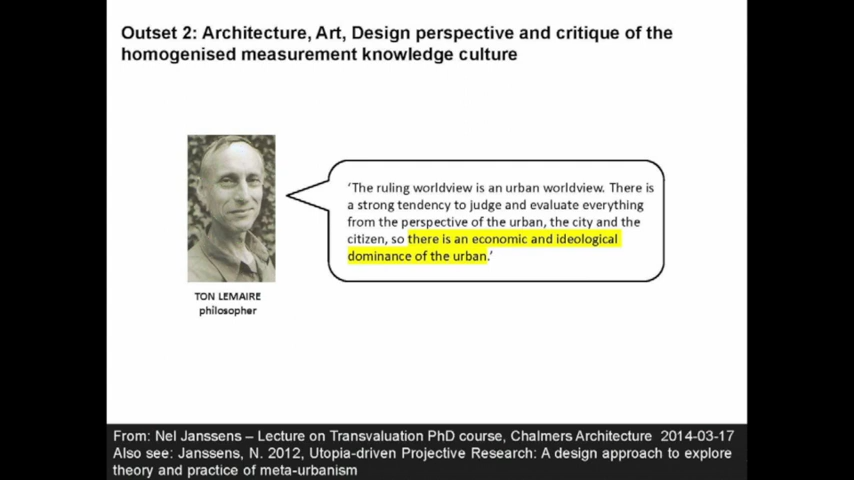 Outset 2: Architecture, Art, Design perspective and critique of the
homogenised measurement knowledge culture
‘The ruling worldview is an urban worldview. There is
a strong tendency to judge and evaluate everything
from the perspective of the urban, the city and the
citizen, so there is an economic and ideological
dominance of the urban.’
TON LEMAIRE
philosopher
From: Nel Janssens – Lecture on Transvaluation PhD course, Chalmers Architecture 2014-03-17
Also see: Janssens, N. 2012, Utopia-driven Projective Research: A design approach to explore
theory and practice of meta-urbanism